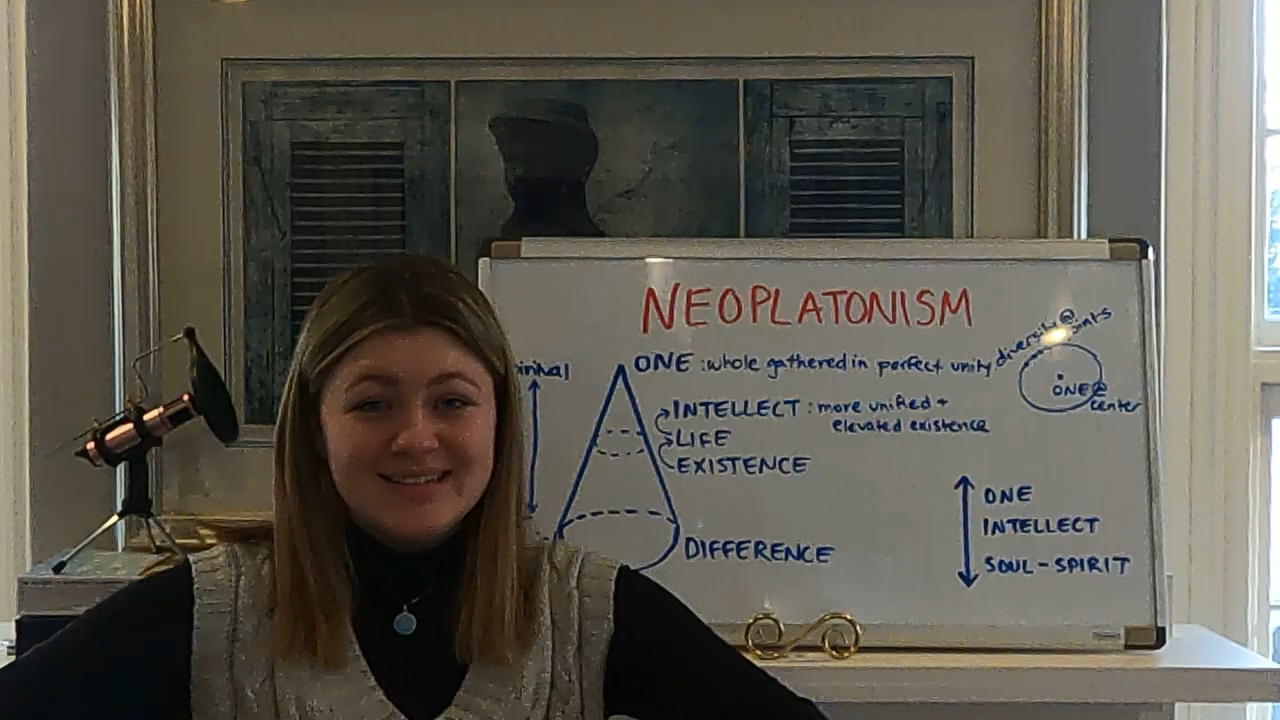 NEOPLATONISM
ONE : whole gathered in perfect unity
diversity @
INTELLECT : more unified +
elevated existence
LIFE
EXISTENCE
DIFFERENCE
ONE @
center
ONE
INTELLECT
SOUL-SPIRIT